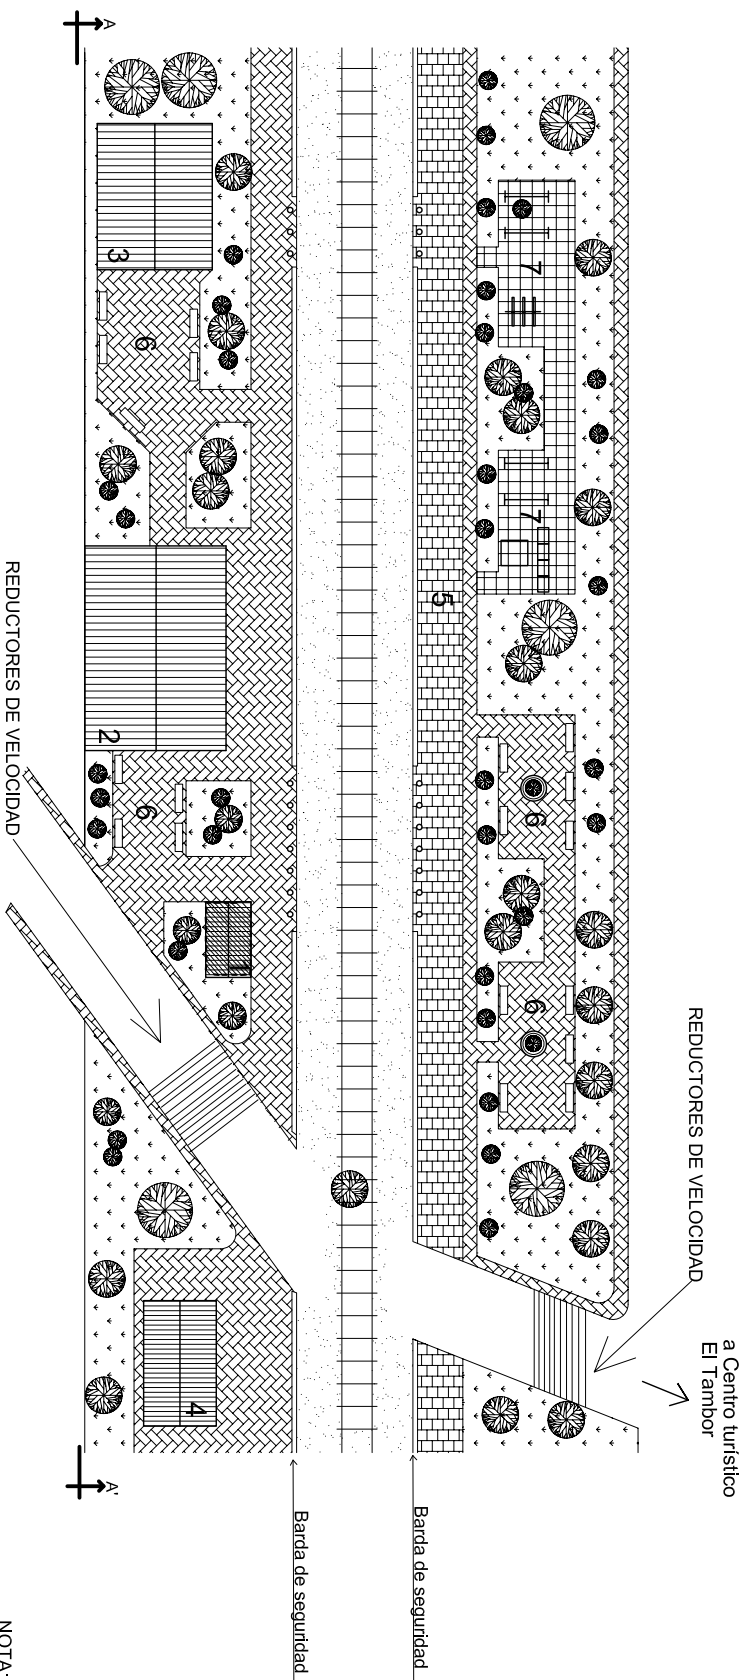 A
3
6
7
7
5
REDUCTORES DE VELOCIDAD
2
6
6
6
REDUCTORES DE VELOCIDAD
a Centro turístico
El Tambor
4
A'
Barda de seguridad
Barda de seguridad
NOTA: